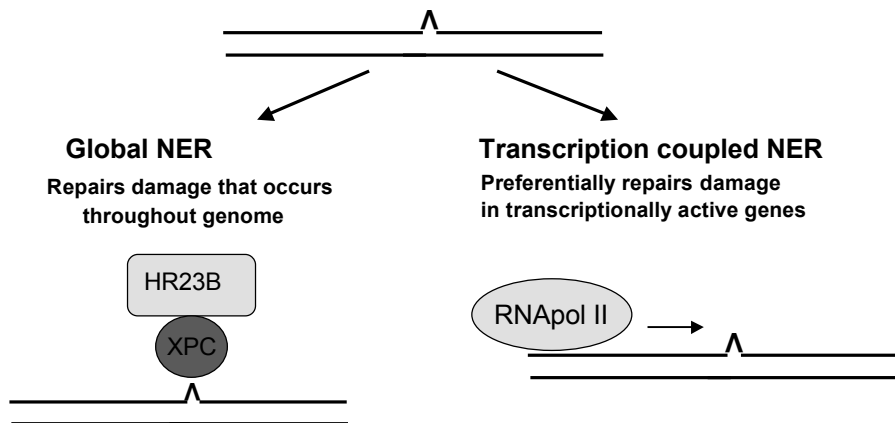 Global NER
Repairs damage that occurs
throughout genome
HR23B
XPC
Transcription coupled NER
Preferentially repairs damage
in transcriptionally active genes
RNApol II